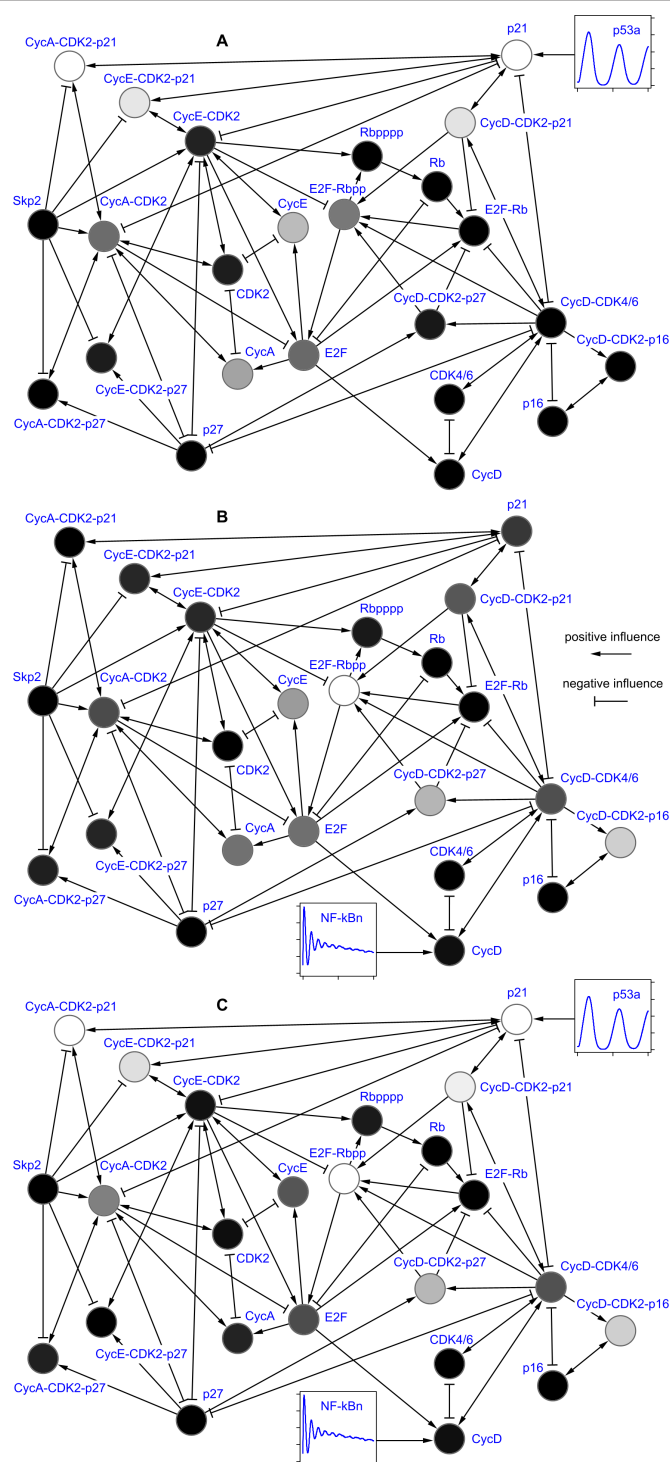 A
p21
p53a
CycA-CDK2-p21
CycE-CDK2-p21
CycE-CDK2
CycD-CDK2-p21
Rbpppp
Rb
Skp2
CycA-CDK2
CycE
E2F-Rbpp
E2F-Rb
CDK2
CycD-CDK2-p27
CycD-CDK4/6
CycD-CDK2-p16
CycA
E2F
CDK4/6
CycE-CDK2-p27
CycA-CDK2-p27
p16
p27
CycD
B
p21
CycA-CDK2-p21
CycE-CDK2-p21
CycE-CDK2
CycD-CDK2-p21
Rbpppp
Rb
positive influence
Skp2
CycA-CDK2
CycE
E2F-Rbpp
E2F-Rb
negative influence
CDK2
CycD-CDK2-p27
CycD-CDK4/6
CycD-CDK2-p16
CycA
E2F
CDK4/6
CycE-CDK2-p27
CycA-CDK2-p27
p16
p27
NF-kBn
CycD
C
p21
p53a
CycA-CDK2-p21
CycE-CDK2-p21
CycE-CDK2
CycD-CDK2-p21
Rbpppp
Rb
Skp2
CycA-CDK2
CycE
E2F-Rbpp
E2F-Rb
CDK2
CycD-CDK2-p27
CycD-CDK4/6
CycD-CDK2-p16
CycA
E2F
CDK4/6
CycE-CDK2-p27
CycA-CDK2-p27
p16
p27
NF-kBn
CycD